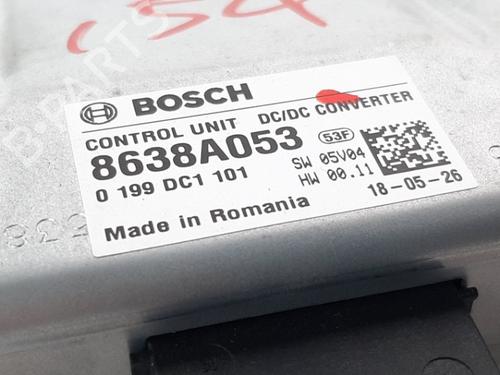 C54
B-PARTS
BOSCH
CONTROL UNIT DC/DC CONVERTER
8638A053
53F
0 199 DC1 101
SW 05V04
HW 00.11
18-05-26
Made in Romania